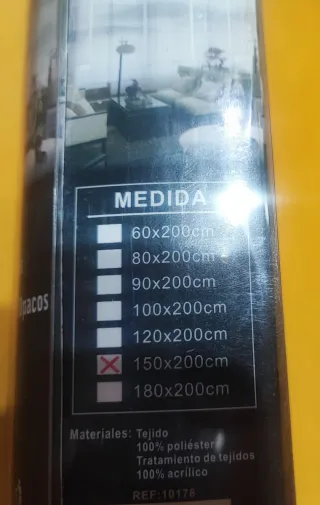 MEDIDA
60x200cm
80x200cm
90x200cm
100x200cm
120x200cm
150x200cm
180x200cm
pacos
Materiales: Tejido
100% poliéster
Tratamiento de tejidos
100% acrílico
REF:10176